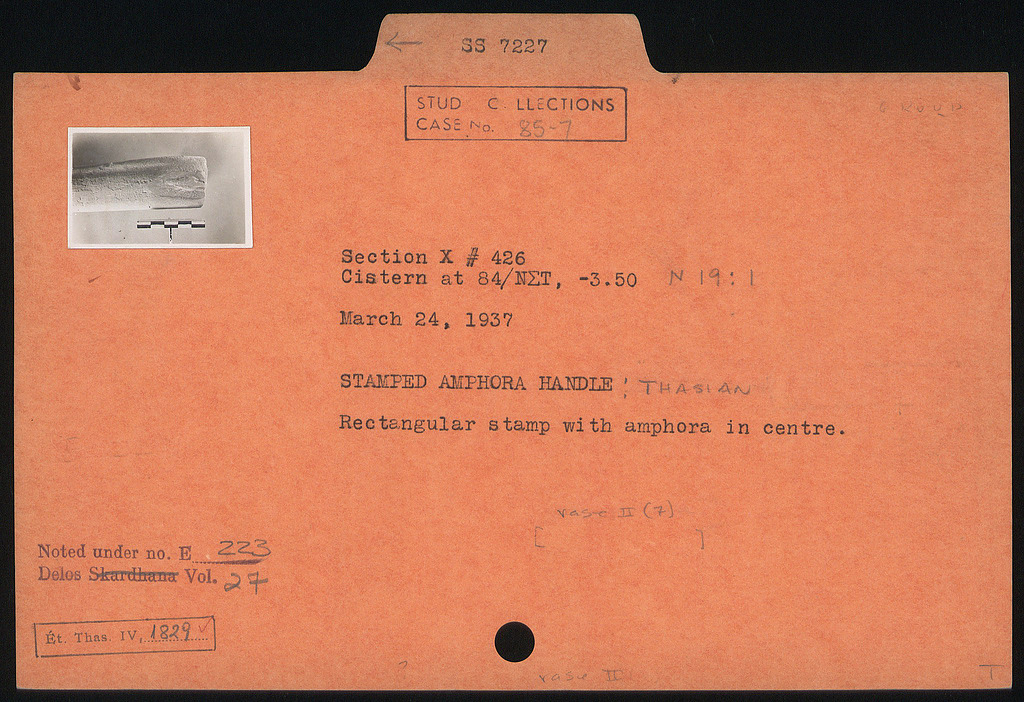 ← SS 7227
STUD C LLECTIONS
CASE No. 85-7
GROUP
Section X # 426
Cistern at 84/ΝΣΤ, -3.50 N 19:1
March 24, 1937
STAMPED AMPHORA HANDLE: THASIAN
Rectangular stamp with amphora in centre.
vase II (7)
[ ]
Noted under no. E 223
Delos Skardhana Vol. 27
Ét. Thas. IV, 1829 ✓
vase II
T